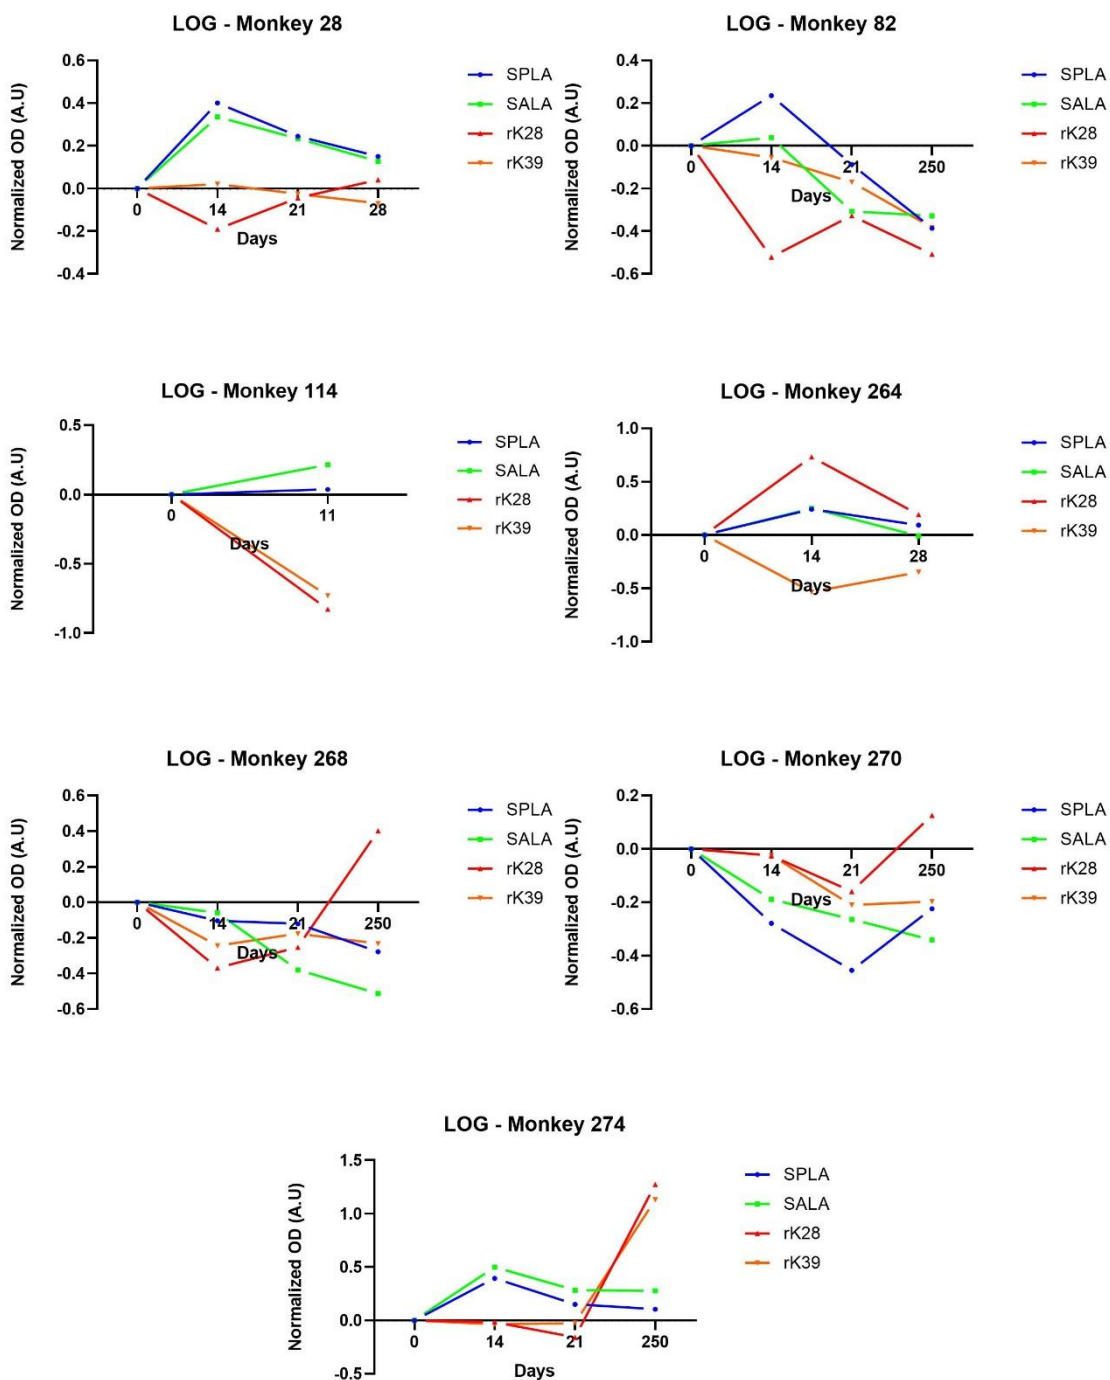 LOG - Monkey 28
Normalized OD (A.U)
0.6
0.4
0.2
0.0
-0.2
-0.4
0 14 21 28
Days
SPLA
SALA
rK28
rK39
LOG - Monkey 82
Normalized OD (A.U)
0.4
0.2
0.0
-0.2
-0.4
-0.6
0 14 21 250
Days
SPLA
SALA
rK28
rK39
LOG - Monkey 114
Normalized OD (A.U)
0.5
0.0
-0.5
-1.0
0 11
Days
SPLA
SALA
rK28
rK39
LOG - Monkey 264
Normalized OD (A.U)
1.0
0.5
0.0
-0.5
-1.0
0 14 28
Days
SPLA
SALA
rK28
rK39
LOG - Monkey 268
Normalized OD (A.U)
0.6
0.4
0.2
0.0
-0.2
-0.4
-0.6
0 14 21 250
Days
SPLA
SALA
rK28
rK39
LOG - Monkey 270
Normalized OD (A.U)
0.2
0.0
-0.2
-0.4
-0.6
0 14 21 250
Days
SPLA
SALA
rK28
rK39
LOG - Monkey 274
Normalized OD (A.U)
1.5
1.0
0.5
0.0
-0.5
0 14 21 250
Days
SPLA
SALA
rK28
rK39